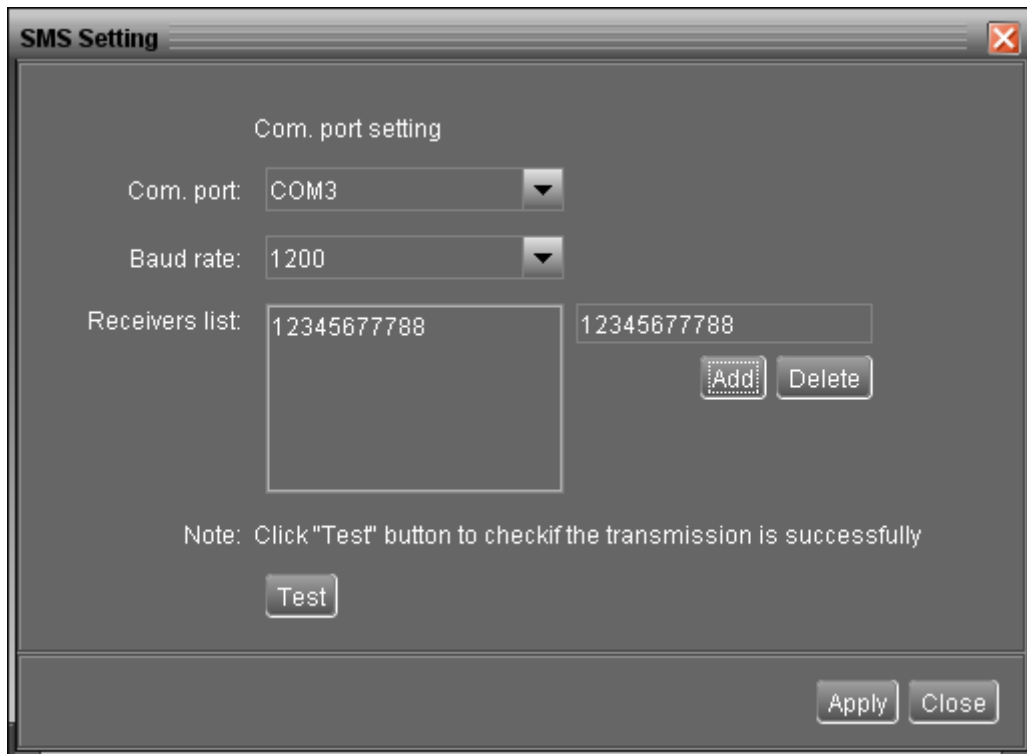 SMS Setting
Com. port setting
Com. port: COM3
Baud rate: 1200
Receivers list: 12345677788 12345677788
Add Delete
Note: Click "Test" button to checkif the transmission is successfully
Test
Apply Close